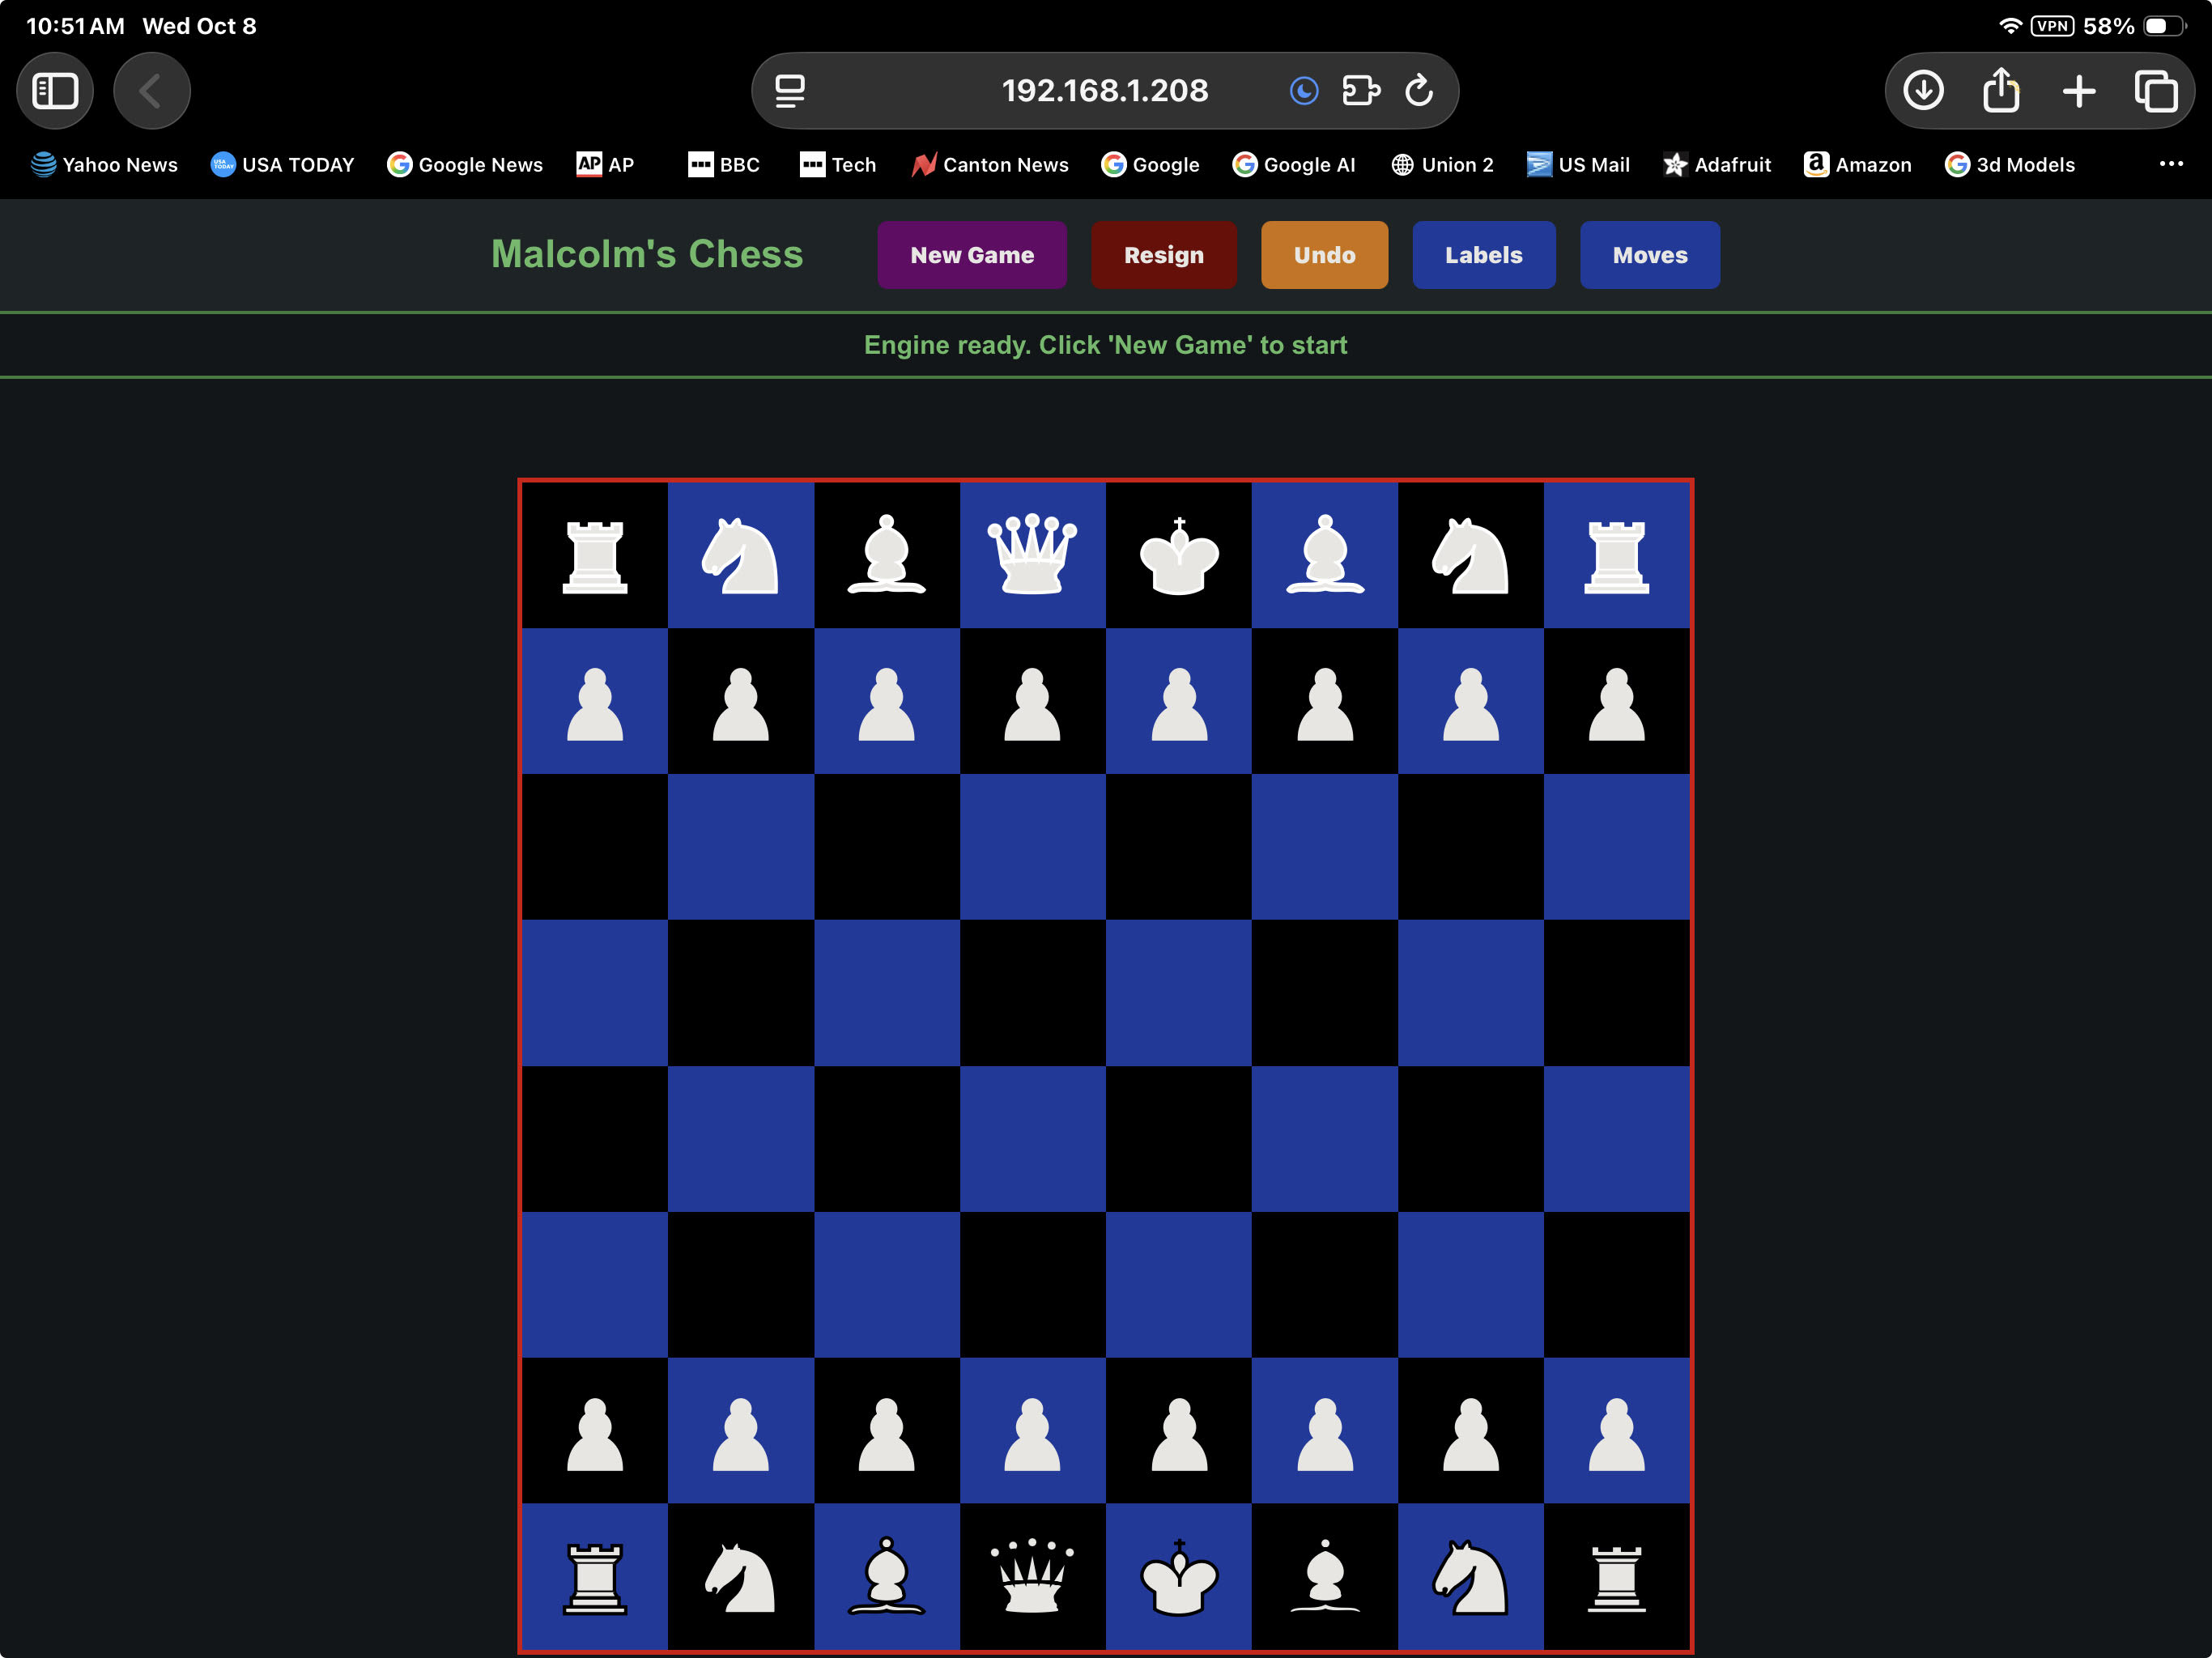 10:51 AM Wed Oct 8
VPN 58%
192.168.1.208
Yahoo News USA TODAY Google News AP AP BBC Tech Canton News Google Google AI Union 2 US Mail Adafruit a Amazon 3d Models
Malcolm's Chess New Game Resign Undo Labels Moves
Engine ready. Click 'New Game' to start